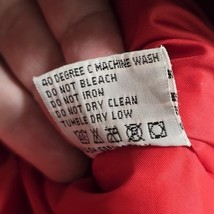 40 DEGREE C MACHINE WASH
DO NOT BLEACH
DO NOT IRON
DO NOT DRY CLEAN
TUMBLE DRY LOW